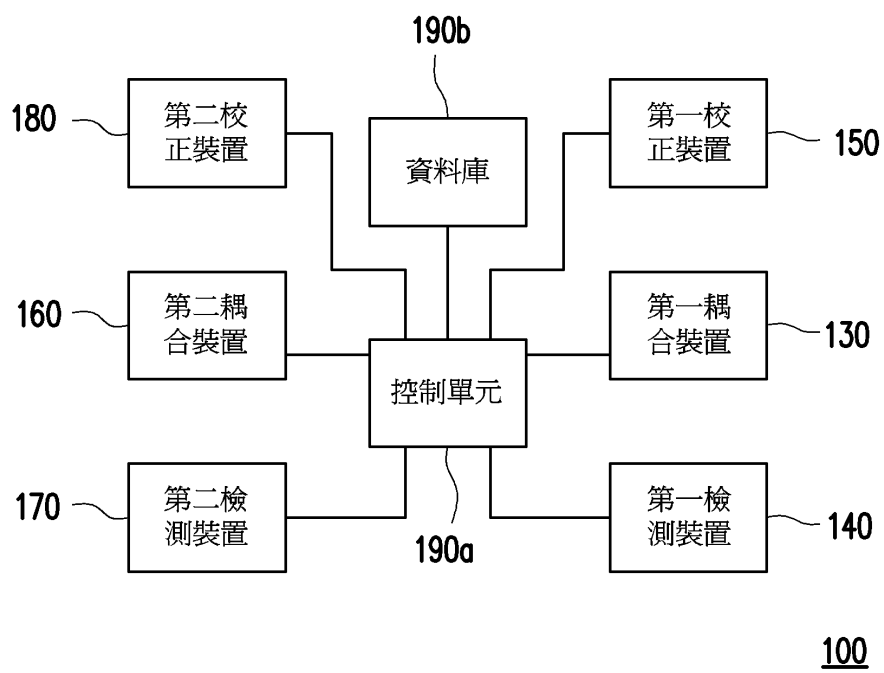 190b
180
第二校
正裝置
資料庫
第一校
正裝置
150
160
第二耦
合裝置
第一耦
合裝置
130
控制單元
170
第二檢
測裝置
190a
第一檢
測裝置
140
100